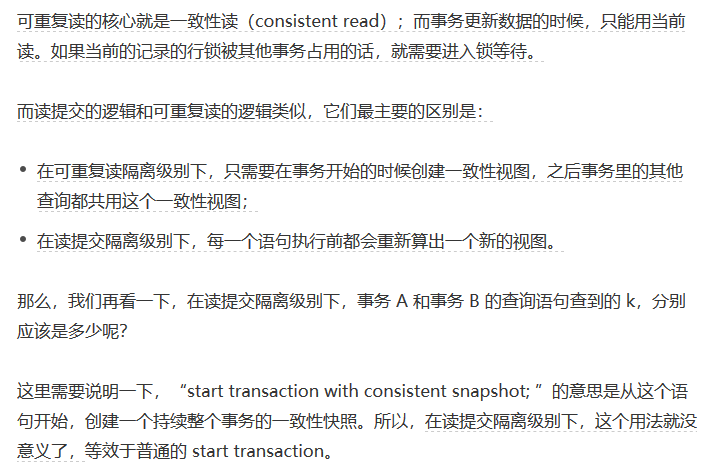 可重复读的核心就是一致性读（consistent read）；而事务更新数据的时候，只能用当前
读。如果当前的记录的行锁被其他事务占用的话，就需要进入锁等待。
而读提交的逻辑和可重复读的逻辑类似，它们最主要的区别是：
在可重复读隔离级别下，只需要在事务开始的时候创建一致性视图，之后事务里的其他
查询都共用这个一致性视图；
在读提交隔离级别下，每一个语句执行前都会重新算出一个新的视图。
那么，我们再看一下，在读提交隔离级别下，事务 A 和事务 B 的查询语句查到的 k，分别
应该是多少呢？
这里需要说明一下，“start transaction with consistent snapshot; ”的意思是从这个语
句开始，创建一个持续整个事务的一致性快照。所以，在读提交隔离级别下，这个用法就没
意义了，等效于普通的 start transaction。